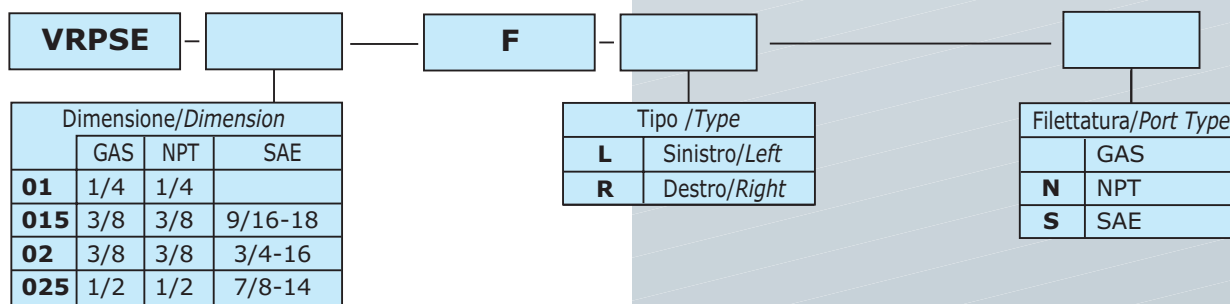 VRPSE – F –
Dimensione/Dimension
GAS NPT SAE
01 1/4 1/4
015 3/8 3/8 9/16-18
02 3/8 3/8 3/4-16
025 1/2 1/2 7/8-14
Tipo /Type
L Sinistro/Left
R Destro/Right
Filettatura/Port Type
GAS
N NPT
S SAE